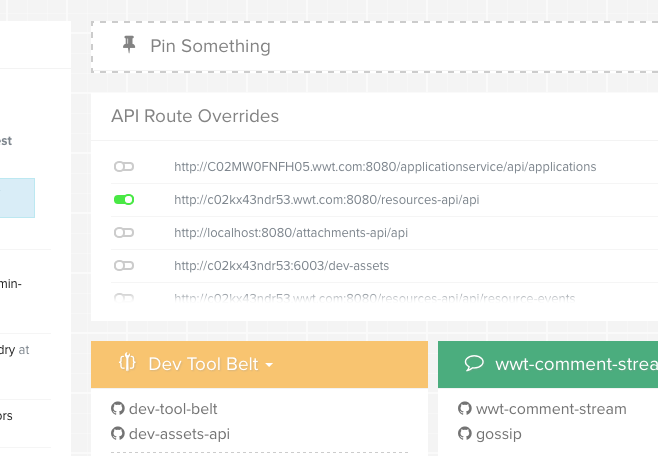 Pin Something
API Route Overrides
est
http://C02MW0FNFH05.wwt.com:8080/applicationservice/api/applications
http://c02kx43ndr53.wwt.com:8080/resources-api/api
http://localhost:8080/attachments-api/api
http://c02kx43ndr53:6003/dev-assets
min-
http://c02kx43ndr53.wwt.com:8080/resources-api/api/resource-events
dry at
Dev Tool Belt
wwt-comment-strea
ors
dev-tool-belt
wwt-comment-stream
dev-assets-api
gossip